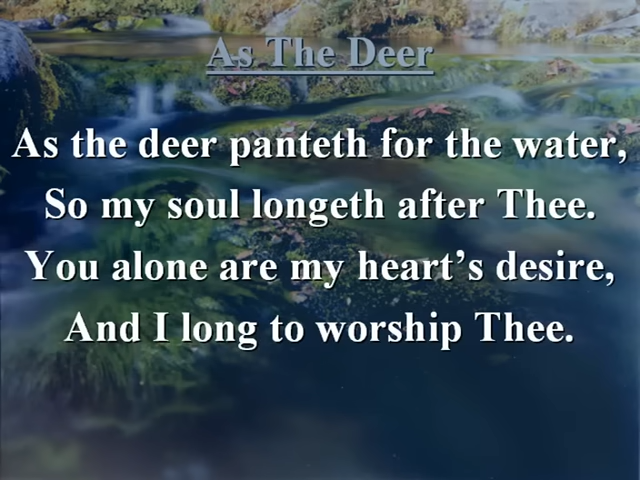 As The Deer
As the deer panteth for the water,
So my soul longeth after Thee.
You alone are my heart’s desire,
And I long to worship Thee.